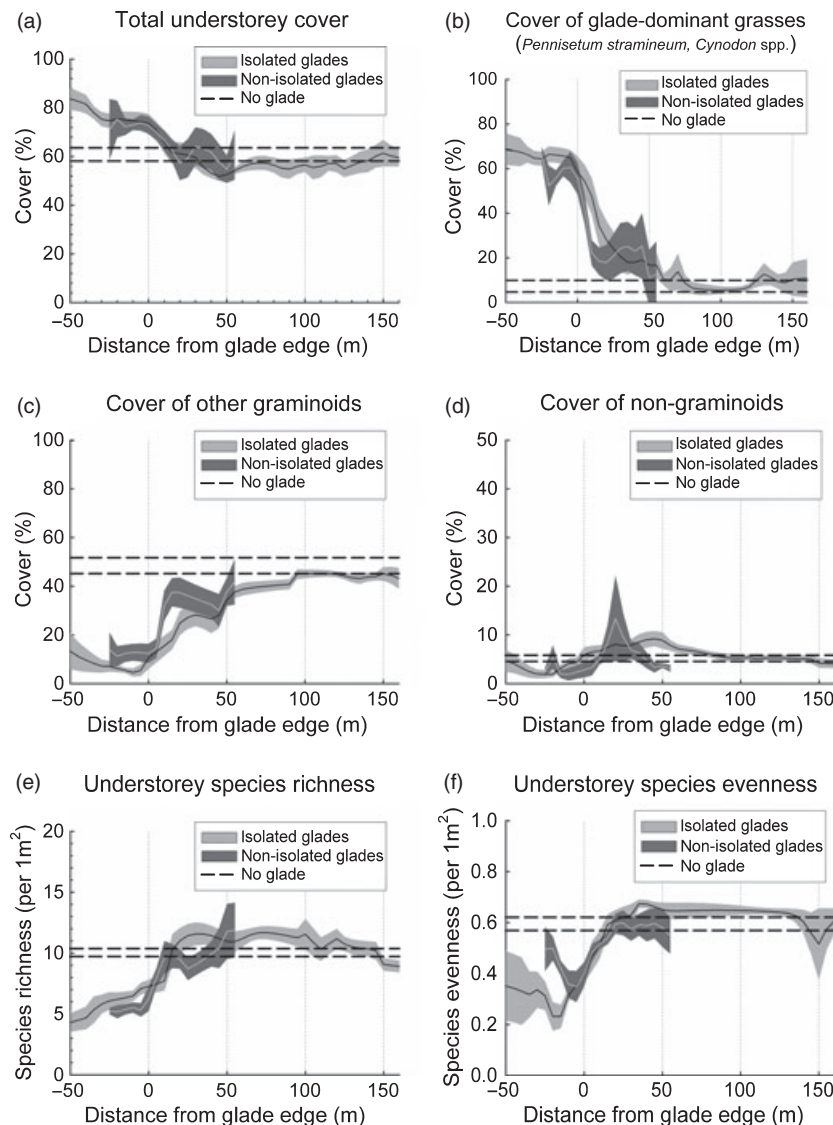 (a) Total understorey cover
Isolated glades
Non-isolated glades
No glade
Cover (%)
100
80
60
40
20
0
–50 0 50 100 150
Distance from glade edge (m)
(b) Cover of glade-dominant grasses
(Pennisetum stramineum, Cynodon spp.)
Isolated glades
Non-isolated glades
No glade
Cover (%)
100
80
60
40
20
0
–50 0 50 100 150
Distance from glade edge (m)
(c) Cover of other graminoids
Isolated glades
Non-isolated glades
No glade
Cover (%)
100
80
60
40
20
0
–50 0 50 100 150
Distance from glade edge (m)
(d) Cover of non-graminoids
Isolated glades
Non-isolated glades
No glade
Cover (%)
50
40
30
20
10
0
–50 0 50 100 150
Distance from glade edge (m)
(e) Understorey species richness
Isolated glades
Non-isolated glades
No glade
Species richness (per 1m²)
20
15
10
5
0
–50 0 50 100 150
Distance from glade edge (m)
(f) Understorey species evenness
Isolated glades
Non-isolated glades
No glade
Species evenness (per 1m²)
1.0
0.8
0.6
0.4
0.2
0.0
–50 0 50 100 150
Distance from glade edge (m)